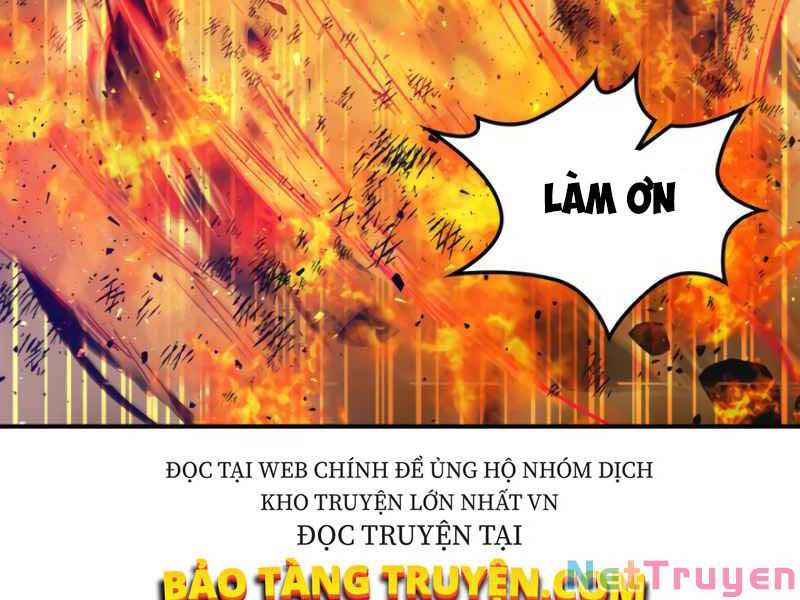 LÀM ƠN
ĐỌC TẠI WEB CHÍNH ĐỂ ỦNG HỘ NHÓM DỊCH
KHO TRUYỆN LỚN NHẤT VN
ĐỌC TRUYỆN TẠI
BẢO TÀNG TRUYỆN.COM
NetTruyen